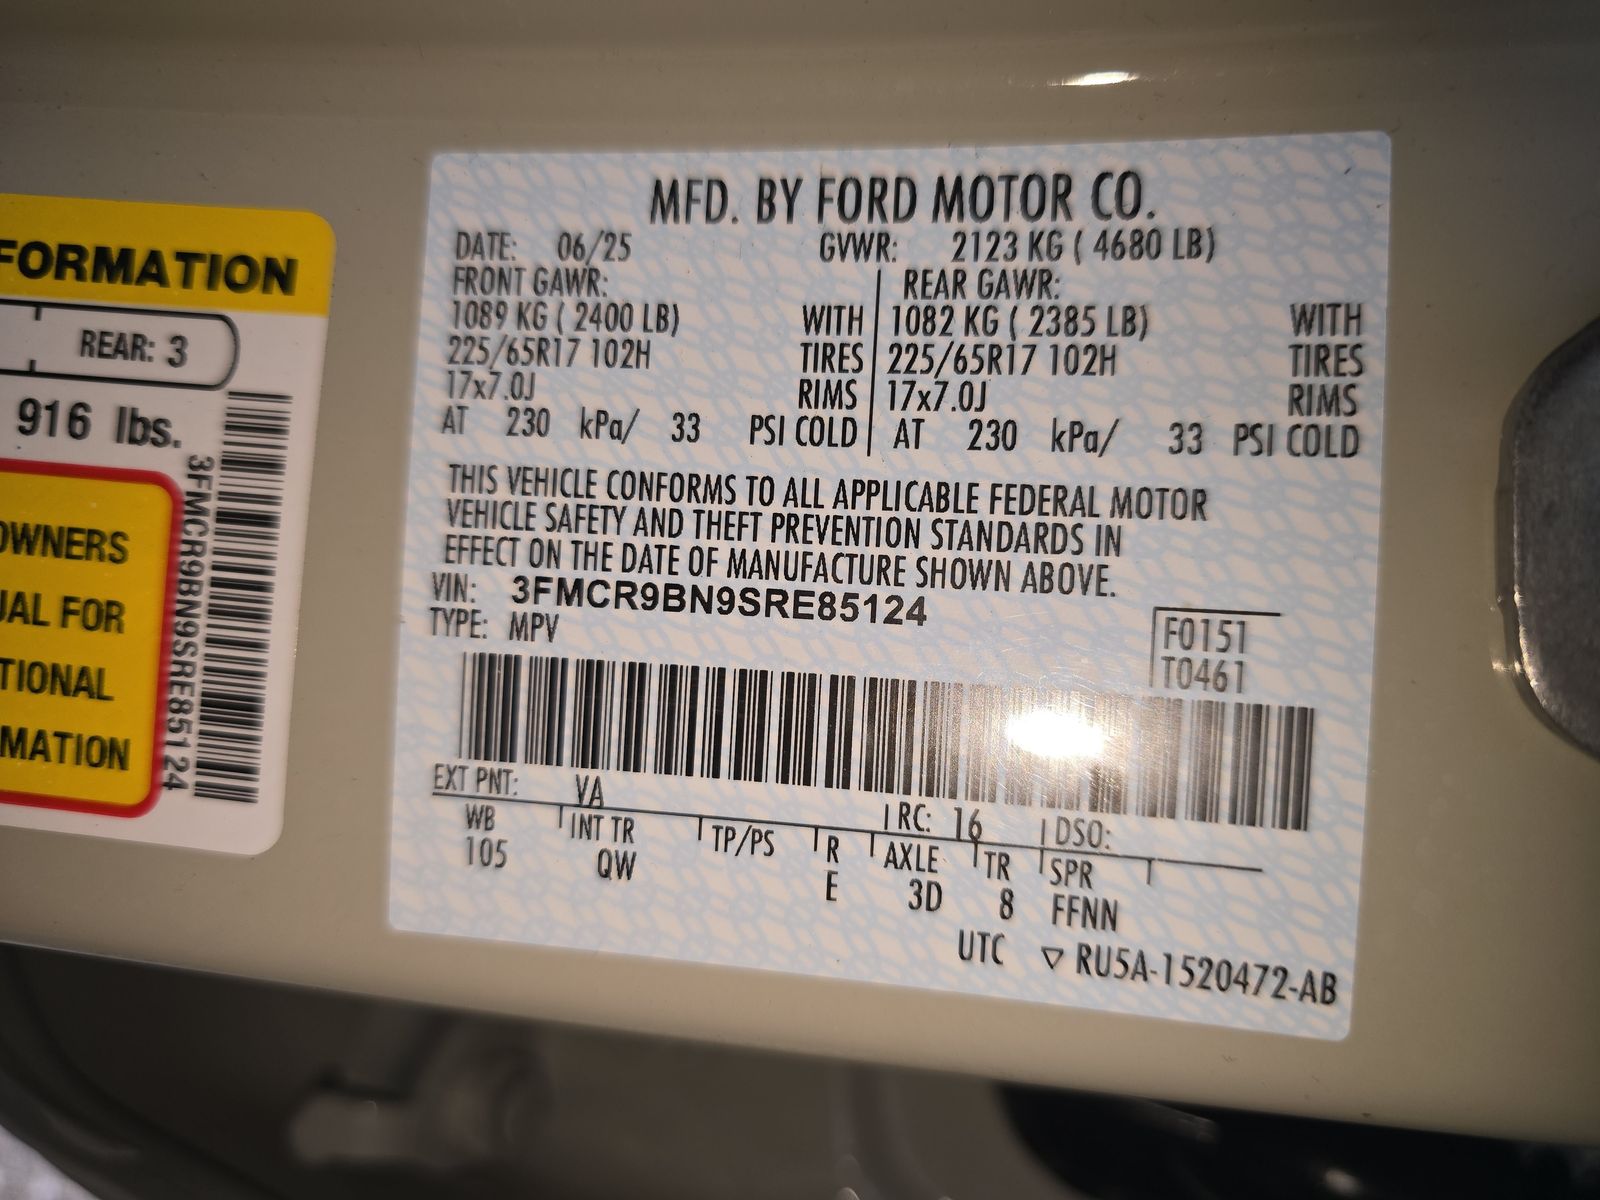 FORMATION
REAR: 3
916 lbs.
3FMCR9BN9SRE85124
OWNERS
UAL FOR
TIONAL
MATION
MFD. BY FORD MOTOR CO.
DATE: 06/25 GVWR: 2123 KG ( 4680 LB)
FRONT GAWR: REAR GAWR:
1089 KG ( 2400 LB) WITH 1082 KG ( 2385 LB) WITH
225/65R17 102H TIRES 225/65R17 102H TIRES
17x7.0J RIMS 17x7.0J RIMS
AT 230 kPa/ 33 PSI COLD AT 230 kPa/ 33 PSI COLD
THIS VEHICLE CONFORMS TO ALL APPLICABLE FEDERAL MOTOR
VEHICLE SAFETY AND THEFT PREVENTION STANDARDS IN
EFFECT ON THE DATE OF MANUFACTURE SHOWN ABOVE.
VIN: 3FMCR9BN9SRE85124
TYPE: MPV
F0151
T0461
EXT PNT: VA RC: 16 DSO:
WB INT TR TP/PS R AXLE TR SPR
105 QW E 3D 8 FFNN
UTC ▽ RU5A-1520472-AB